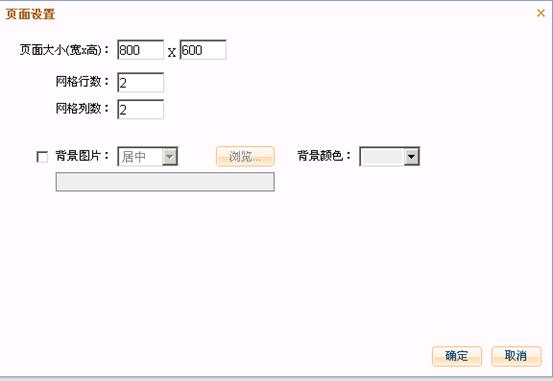 页面设置
页面大小(宽x高)： 800 X 600
网格行数： 2
网格列数： 2
背景图片： 居中 浏览... 背景颜色：
确定 取消